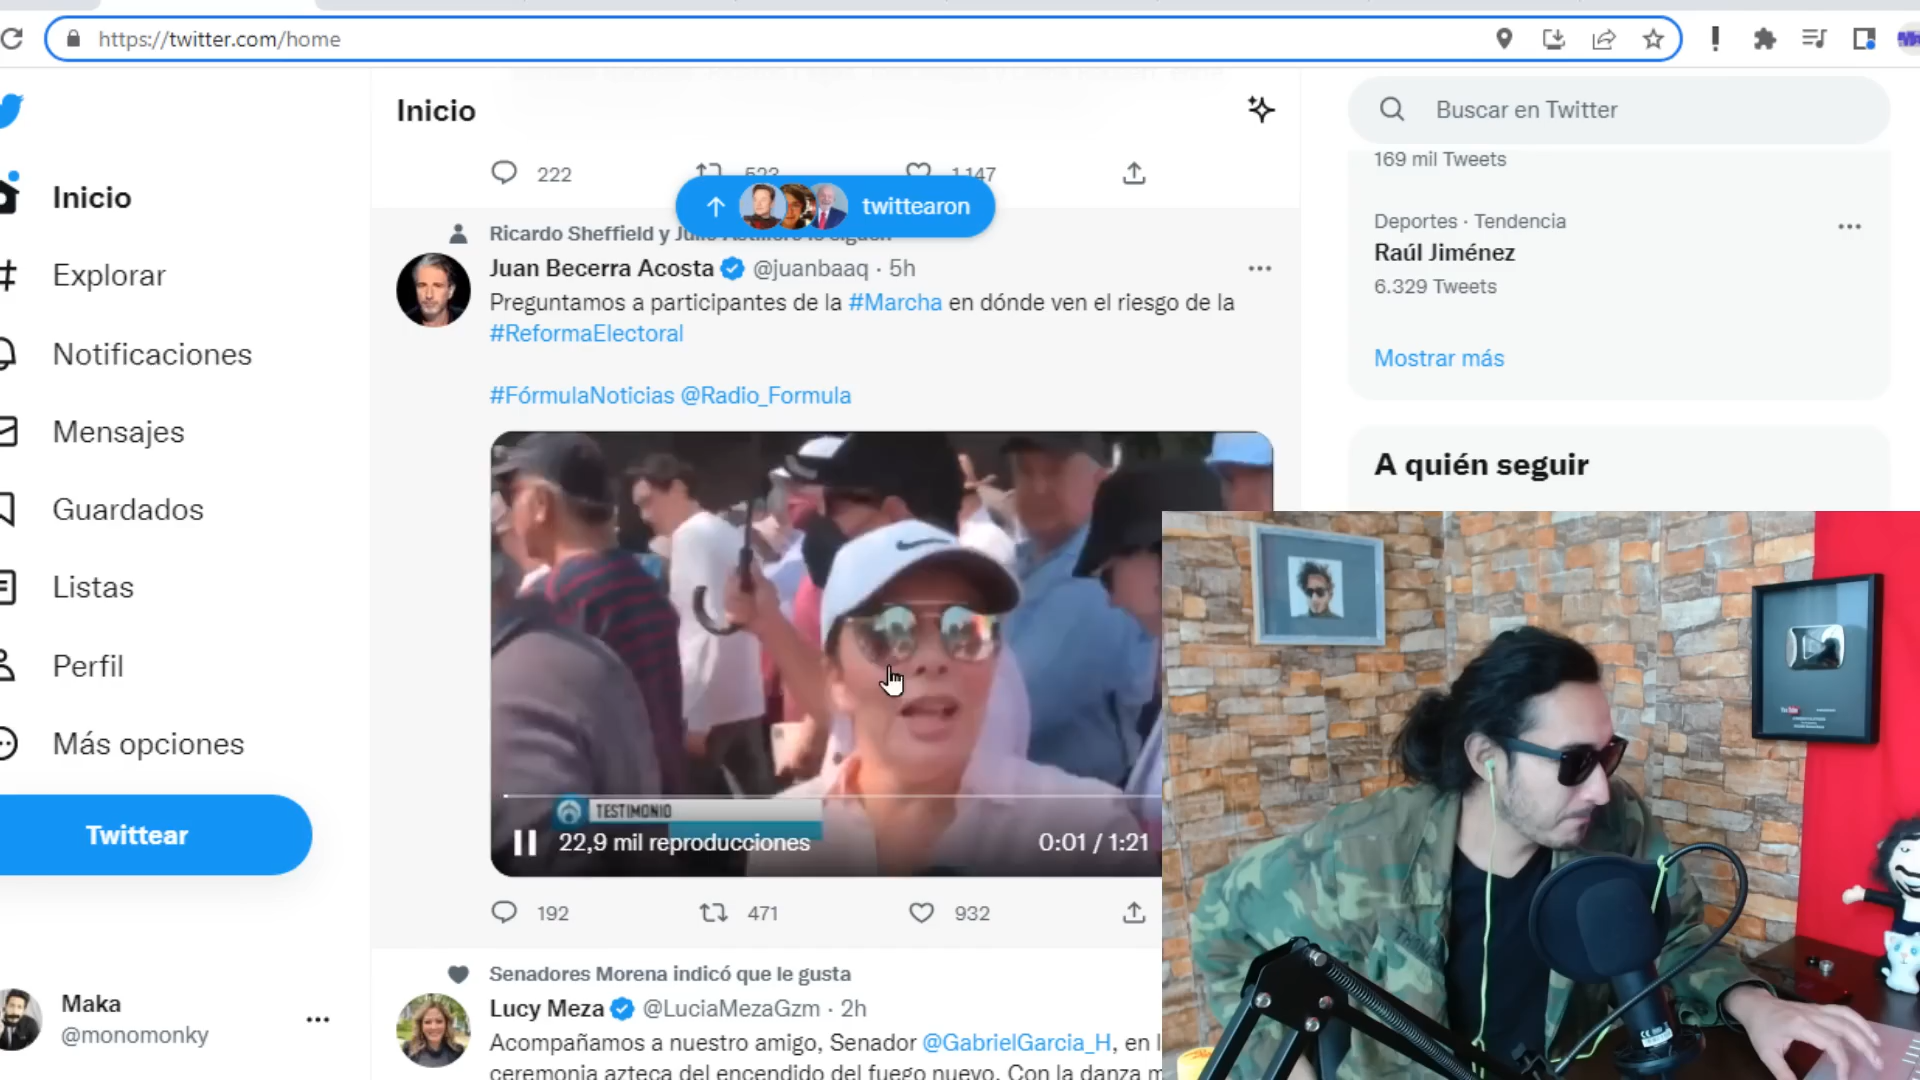 https://twitter.com/home
Inicio
Buscar en Twitter
222
523
1.147
169 mil Tweets
twittearon
Inicio
Ricardo Sheffield y
Deportes · Tendencia
Raúl Jiménez
6.329 Tweets
Juan Becerra Acosta @juanbaaq · 5h
Explorar
Preguntamos a participantes de la #Marcha en dónde ven el riesgo de la
#ReformaElectoral
Notificaciones
Mostrar más
#FórmulaNoticias @Radio_Formula
Mensajes
A quién seguir
Guardados
Listas
Perfil
Más opciones
TESTIMONIO
Twittear
22,9 mil reproducciones
0:01 / 1:21
192
471
932
Senadores Morena indicó que le gusta
Maka
@monomonky
Lucy Meza @LuciaMezaGzm · 2h
Acompañamos a nuestro amigo, Senador @GabrielGarcia_H, en l
ceremonia azteca del encendido del fuego nuevo. Con la danza m